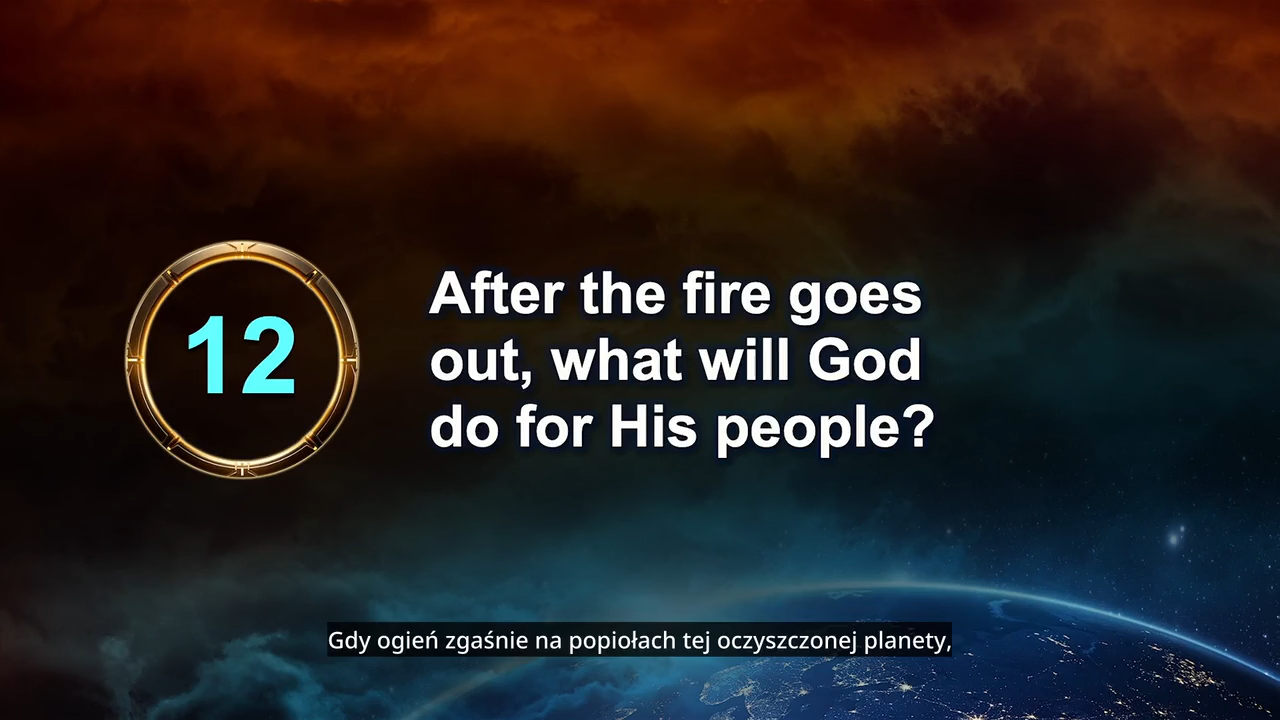 12
After the fire goes
out, what will God
do for His people?
Gdy ogień zgaśnie na popiołach tej oczyszczonej planety,